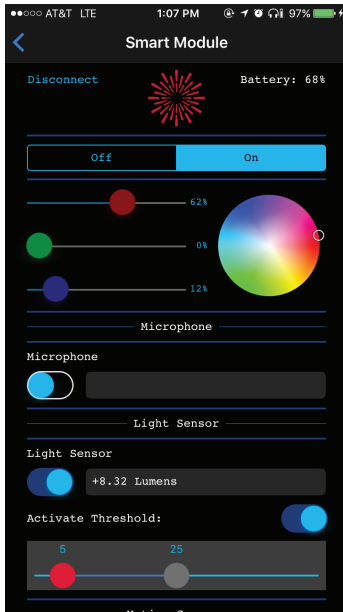 AT&T LTE 1:07 PM 97%
Smart Module
Disconnect Battery: 68%
Off On
62%
0%
12%
Microphone
Microphone
Light Sensor
Light Sensor
+8.32 Lumens
Activate Threshold:
5 25